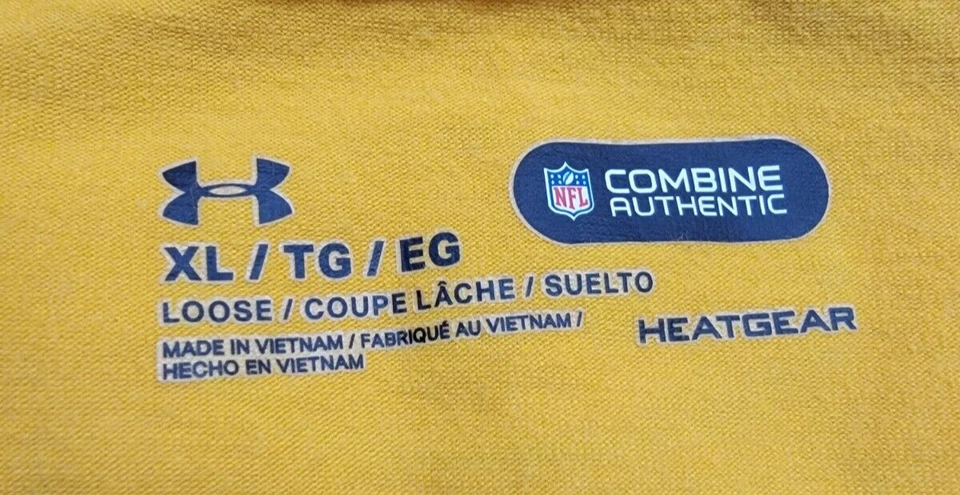 NFL COMBINE
AUTHENTIC
XL / TG / EG
LOOSE / COUPE LÂCHE / SUELTO
MADE IN VIETNAM / FABRIQUÉ AU VIETNAM /
HECHO EN VIETNAM
HEATGEAR